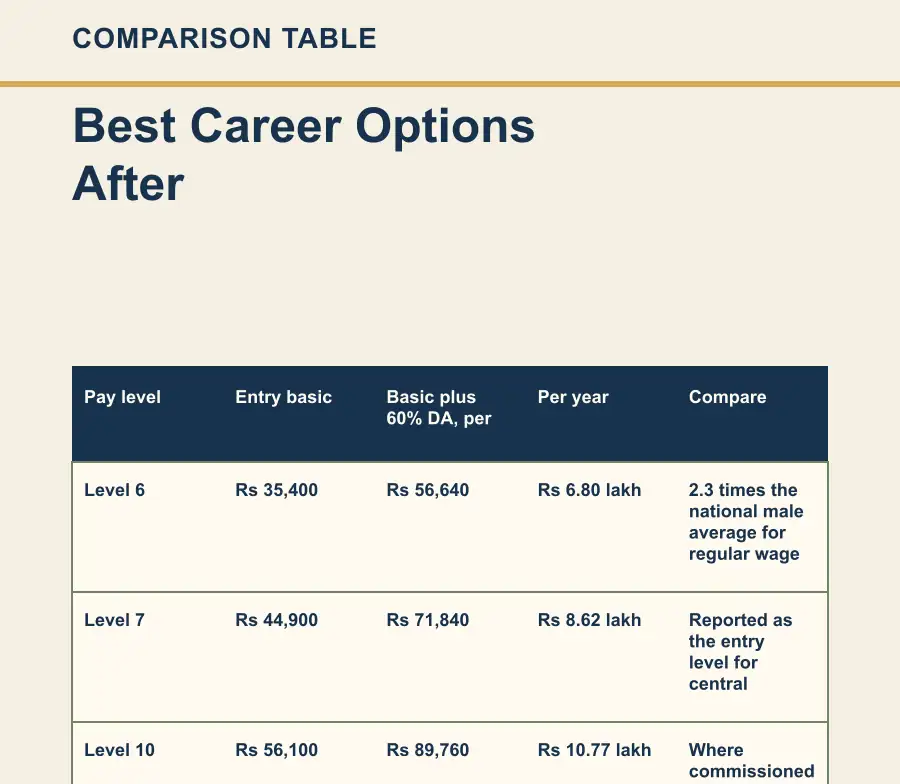 COMPARISON TABLE
Best Career Options
After
Pay level
Entry basic
Basic plus
60% DA, per
Per year
Compare
Level 6
Rs 35,400
Rs 56,640
Rs 6.80 lakh
2.3 times the
national male
average for
regular wage
Level 7
Rs 44,900
Rs 71,840
Rs 8.62 lakh
Reported as
the entry
level for
central
Level 10
Rs 56,100
Rs 89,760
Rs 10.77 lakh
Where
commissioned